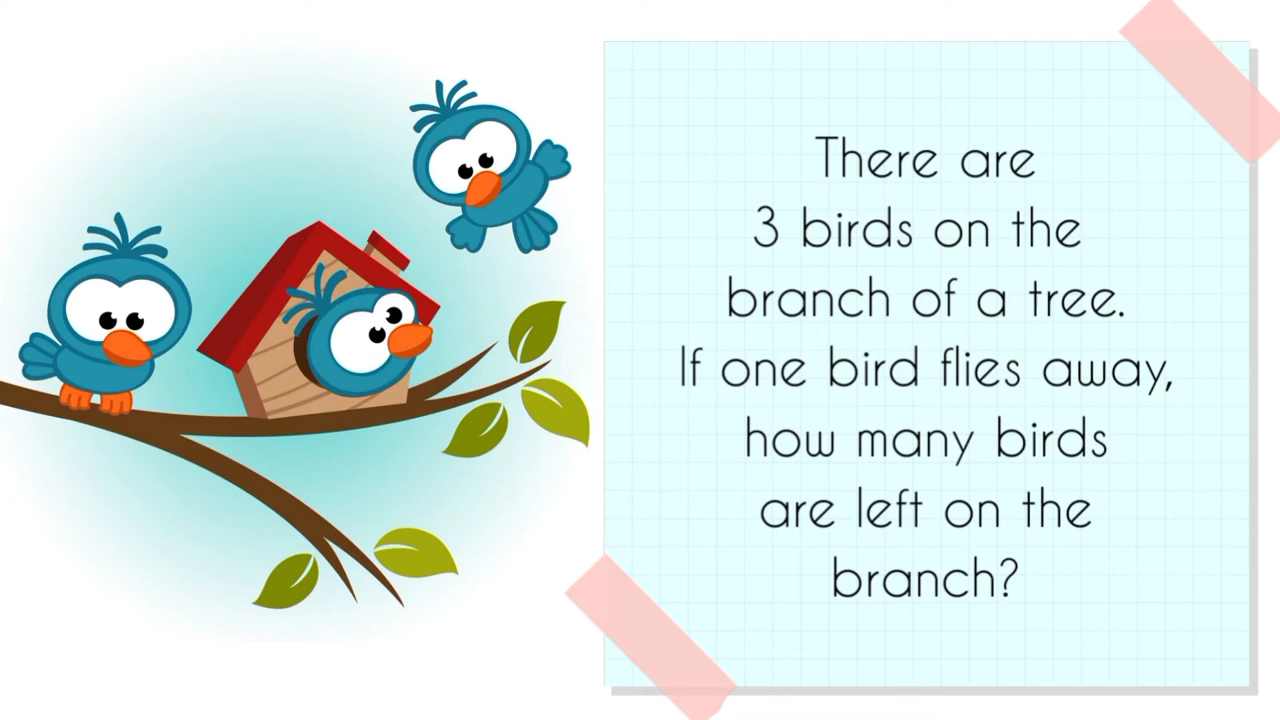 There are
3 birds on the
branch of a tree.
If one bird flies away,
how many birds
are left on the
branch?